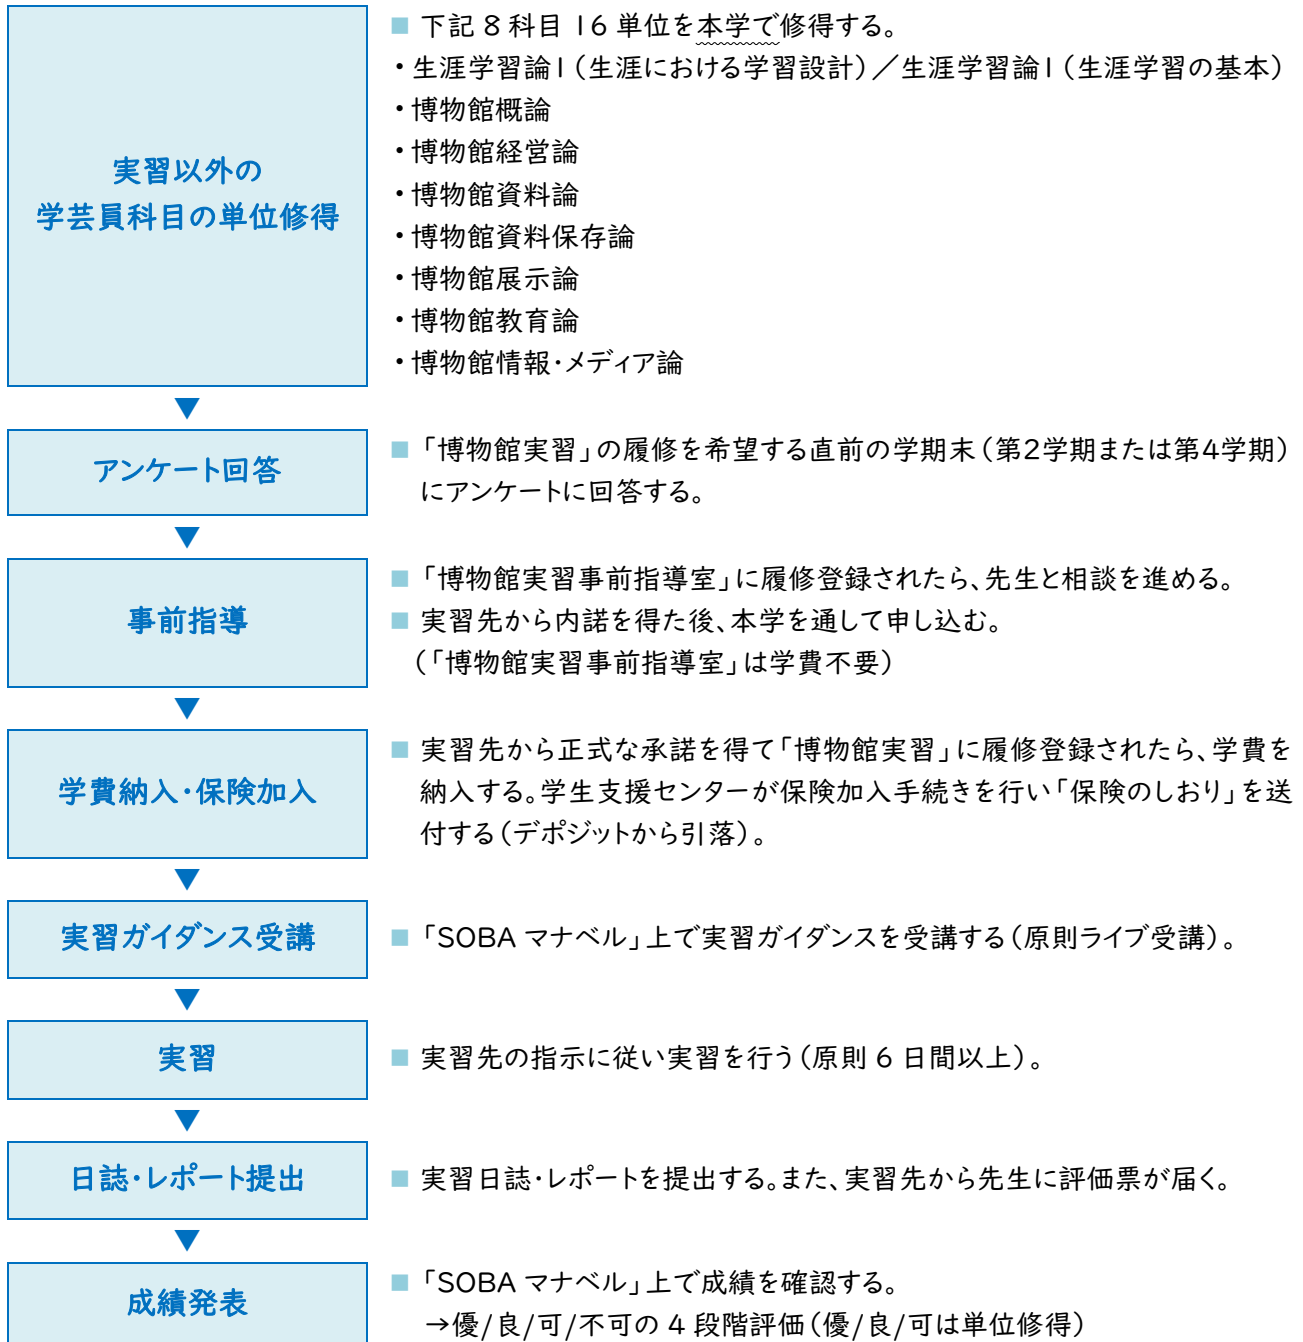 実習以外の
学芸員科目の単位修得
■ 下記 8 科目 16 単位を本学で修得する。
・生涯学習論Ⅰ（生涯における学習設計）／生涯学習論Ⅰ（生涯学習の基本）
・博物館概論
・博物館経営論
・博物館資料論
・博物館資料保存論
・博物館展示論
・博物館教育論
・博物館情報・メディア論
▼
アンケート回答
■「博物館実習」の履修を希望する直前の学期末（第2学期または第4学期）
にアンケートに回答する。
▼
事前指導
■「博物館実習事前指導室」に履修登録されたら、先生と相談を進める。
■ 実習先から内諾を得た後、本学を通して申し込む。
（「博物館実習事前指導室」は学費不要）
▼
学費納入・保険加入
■ 実習先から正式な承諾を得て「博物館実習」に履修登録されたら、学費を
納入する。学生支援センターが保険加入手続きを行い「保険のしおり」を送
付する（デポジットから引落）。
▼
実習ガイダンス受講
■「SOBA マナベル」上で実習ガイダンスを受講する（原則ライブ受講）。
▼
実習
■ 実習先の指示に従い実習を行う（原則 6 日間以上）。
▼
日誌・レポート提出
■ 実習日誌・レポートを提出する。また、実習先から先生に評価票が届く。
▼
成績発表
■「SOBA マナベル」上で成績を確認する。
→優/良/可/不可の 4 段階評価（優/良/可は単位修得）